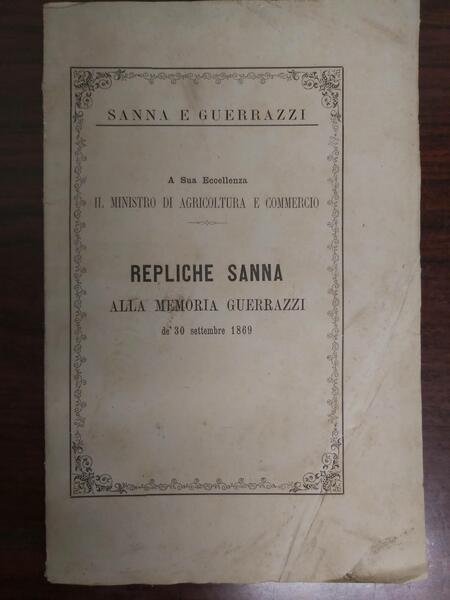 SANNA E GUERRAZZI
A Sua Eccellenza
IL MINISTRO DI AGRICOLTURA E COMMERCIO
REPLICHE SANNA
ALLA MEMORIA GUERRAZZI
de' 30 settembre 1869